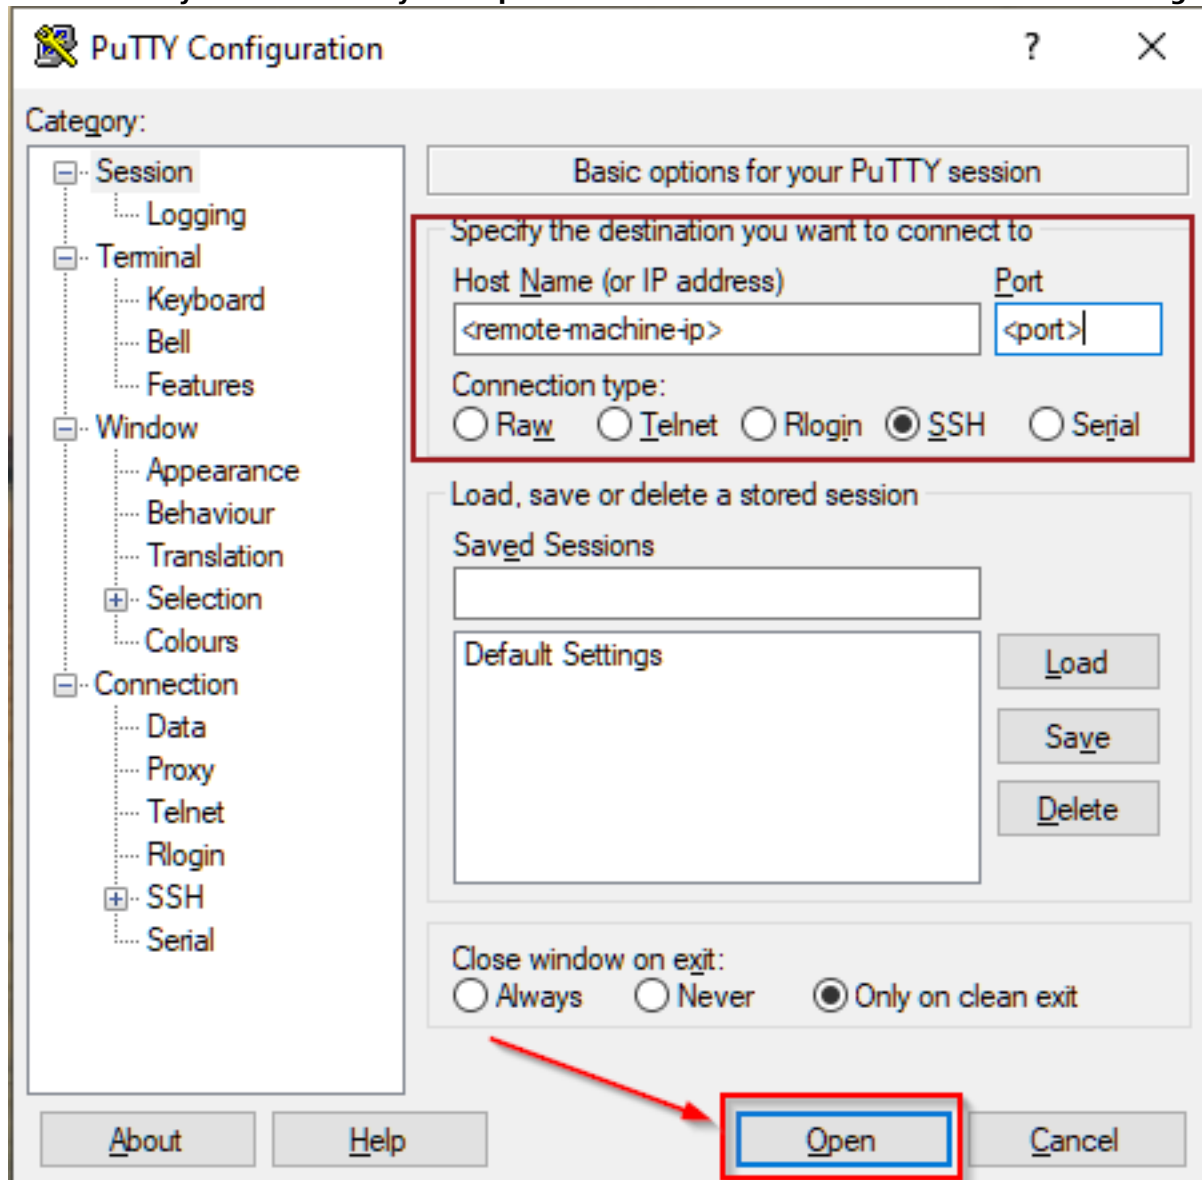 PuTTY Configuration
?
Category:
Session
Logging
Terminal
Keyboard
Bell
Features
Window
Appearance
Behaviour
Translation
Selection
Colours
Connection
Data
Proxy
Telnet
Rlogin
SSH
Serial
Basic options for your PuTTY session
Specify the destination you want to connect to
Host Name (or IP address) Port
<remote-machine-ip> <port>
Connection type:
Raw Telnet Rlogin SSH Serial
Load, save or delete a stored session
Saved Sessions
Default Settings
Load
Save
Delete
Close window on exit:
Always Never Only on clean exit
About Help Open Cancel